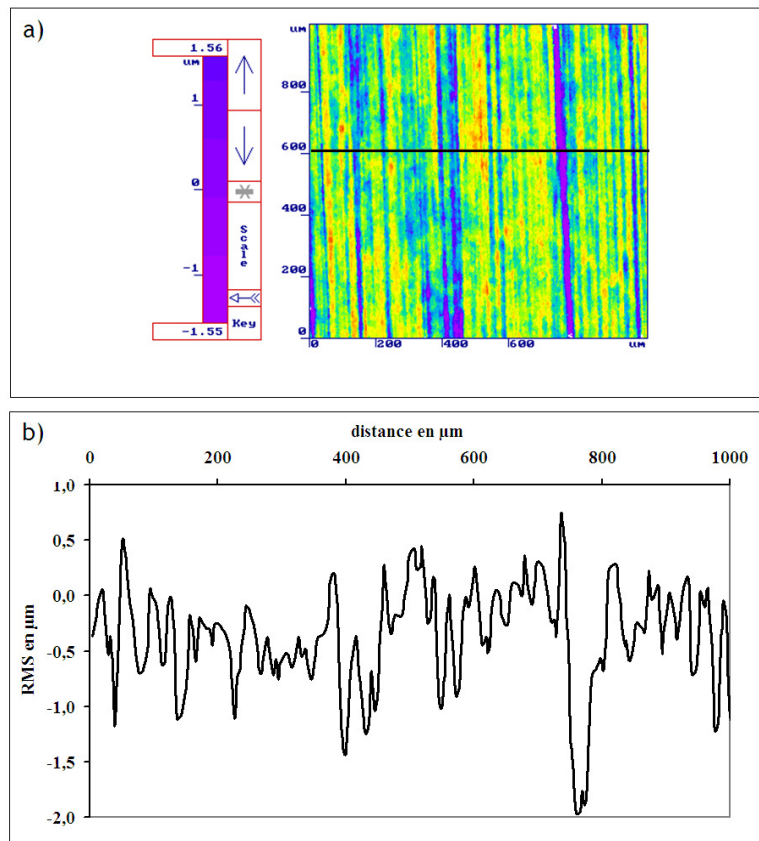 a)
1.56
um
1
0
-1
-1.55
Scale
Key
um
800
600
400
200
0
0 200 400 600 um
b)
distance en µm
0 200 400 600 800 1000
1,0
0,5
0,0
-0,5
-1,0
-1,5
-2,0
RMS en µm